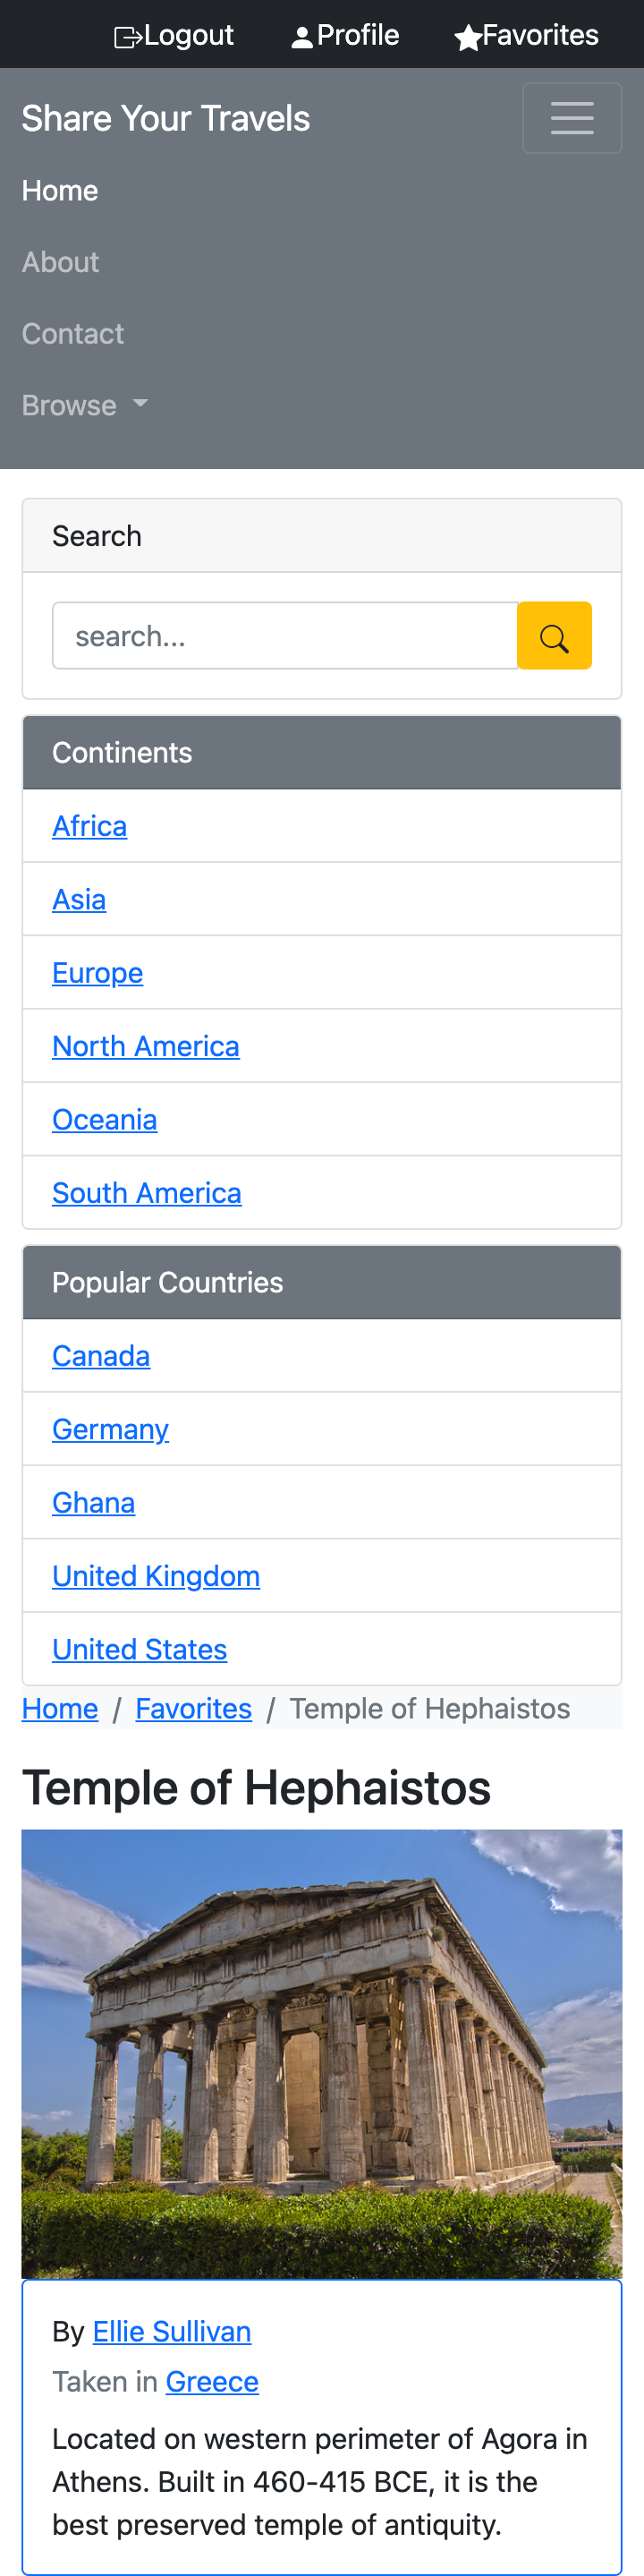 Logout Profile Favorites
Share Your Travels
Home
About
Contact
Browse
Search
search...
Continents
Africa
Asia
Europe
North America
Oceania
South America
Popular Countries
Canada
Germany
Ghana
United Kingdom
United States
Home / Favorites / Temple of Hephaistos
Temple of Hephaistos
By Ellie Sullivan
Taken in Greece
Located on western perimeter of Agora in
Athens. Built in 460-415 BCE, it is the
best preserved temple of antiquity.